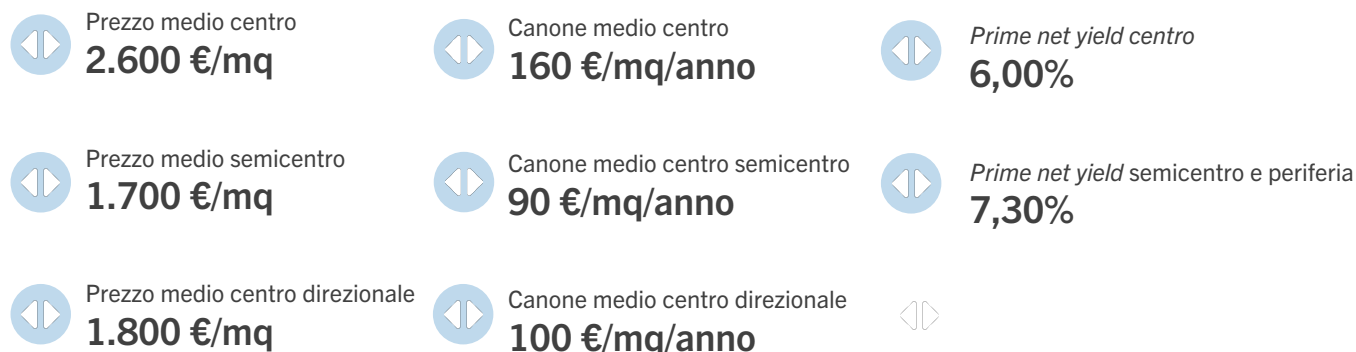 Prezzo medio centro
2.600 €/mq
Canone medio centro
160 €/mq/anno
Prime net yield centro
6,00%
Prezzo medio semicentro
1.700 €/mq
Canone medio centro semicentro
90 €/mq/anno
Prime net yield semicentro e periferia
7,30%
Prezzo medio centro direzionale
1.800 €/mq
Canone medio centro direzionale
100 €/mq/anno